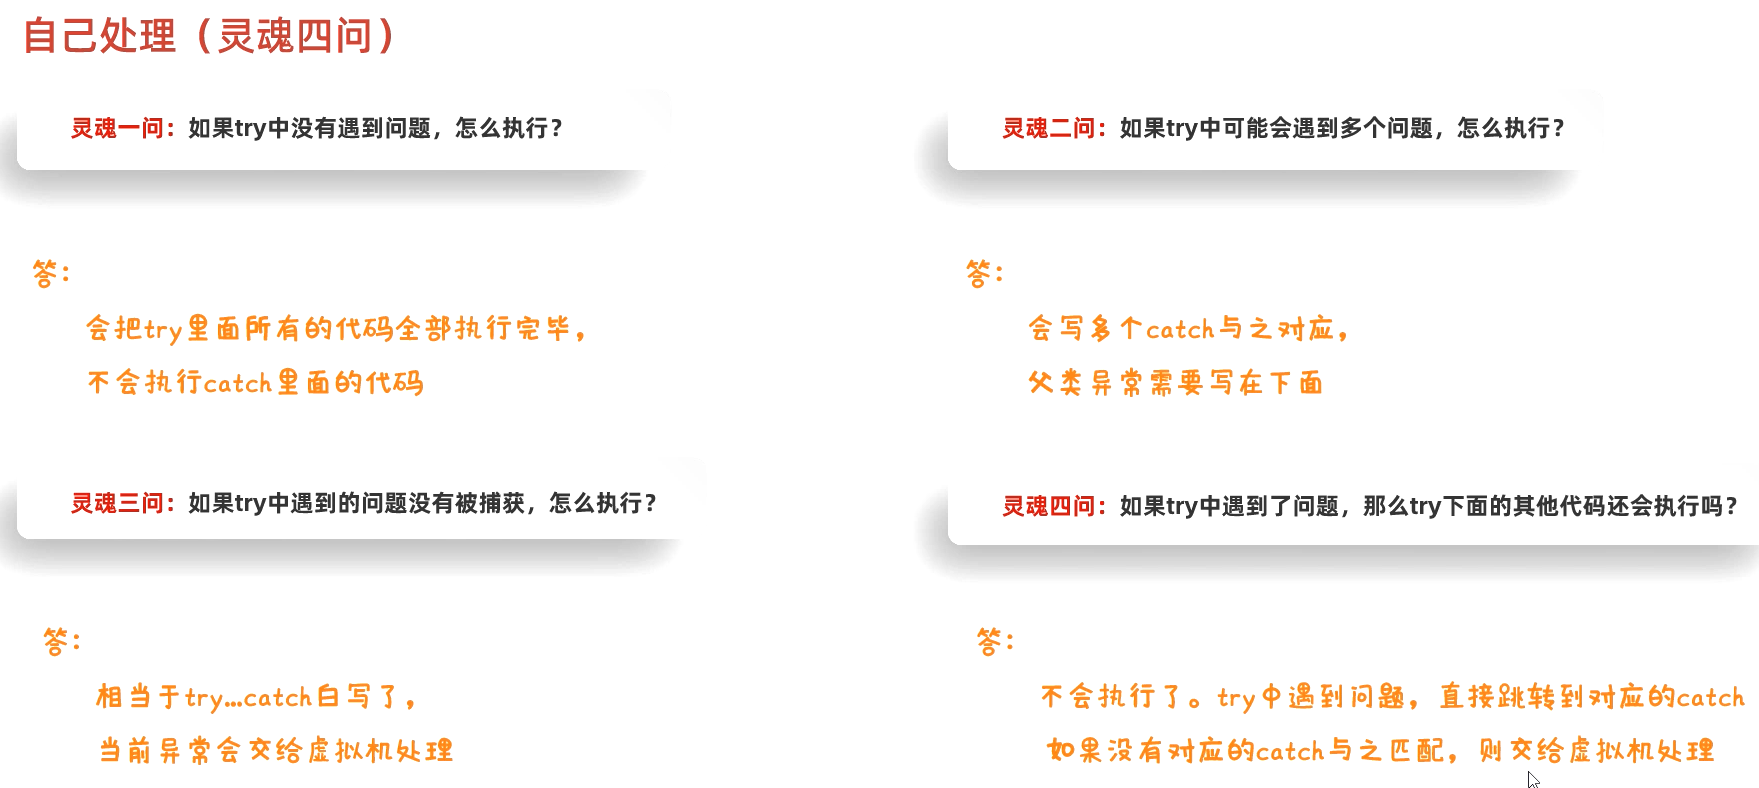 自己处理（灵魂四问）
灵魂一问：如果try中没有遇到问题，怎么执行？
答：
会把try里面所有的代码全部执行完毕，
不会执行catch里面的代码
灵魂二问：如果try中可能会遇到多个问题，怎么执行？
答：
会写多个catch与之对应，
父类异常需要写在下面
灵魂三问：如果try中遇到的问题没有被捕获，怎么执行？
答：
相当于try...catch白写了，
当前异常会交给虚拟机处理
灵魂四问：如果try中遇到了问题，那么try下面的其他代码还会执行吗？
答：
不会执行了。try中遇到问题，直接跳转到对应的catch
如果没有对应的catch与之匹配，则交给虚拟机处理